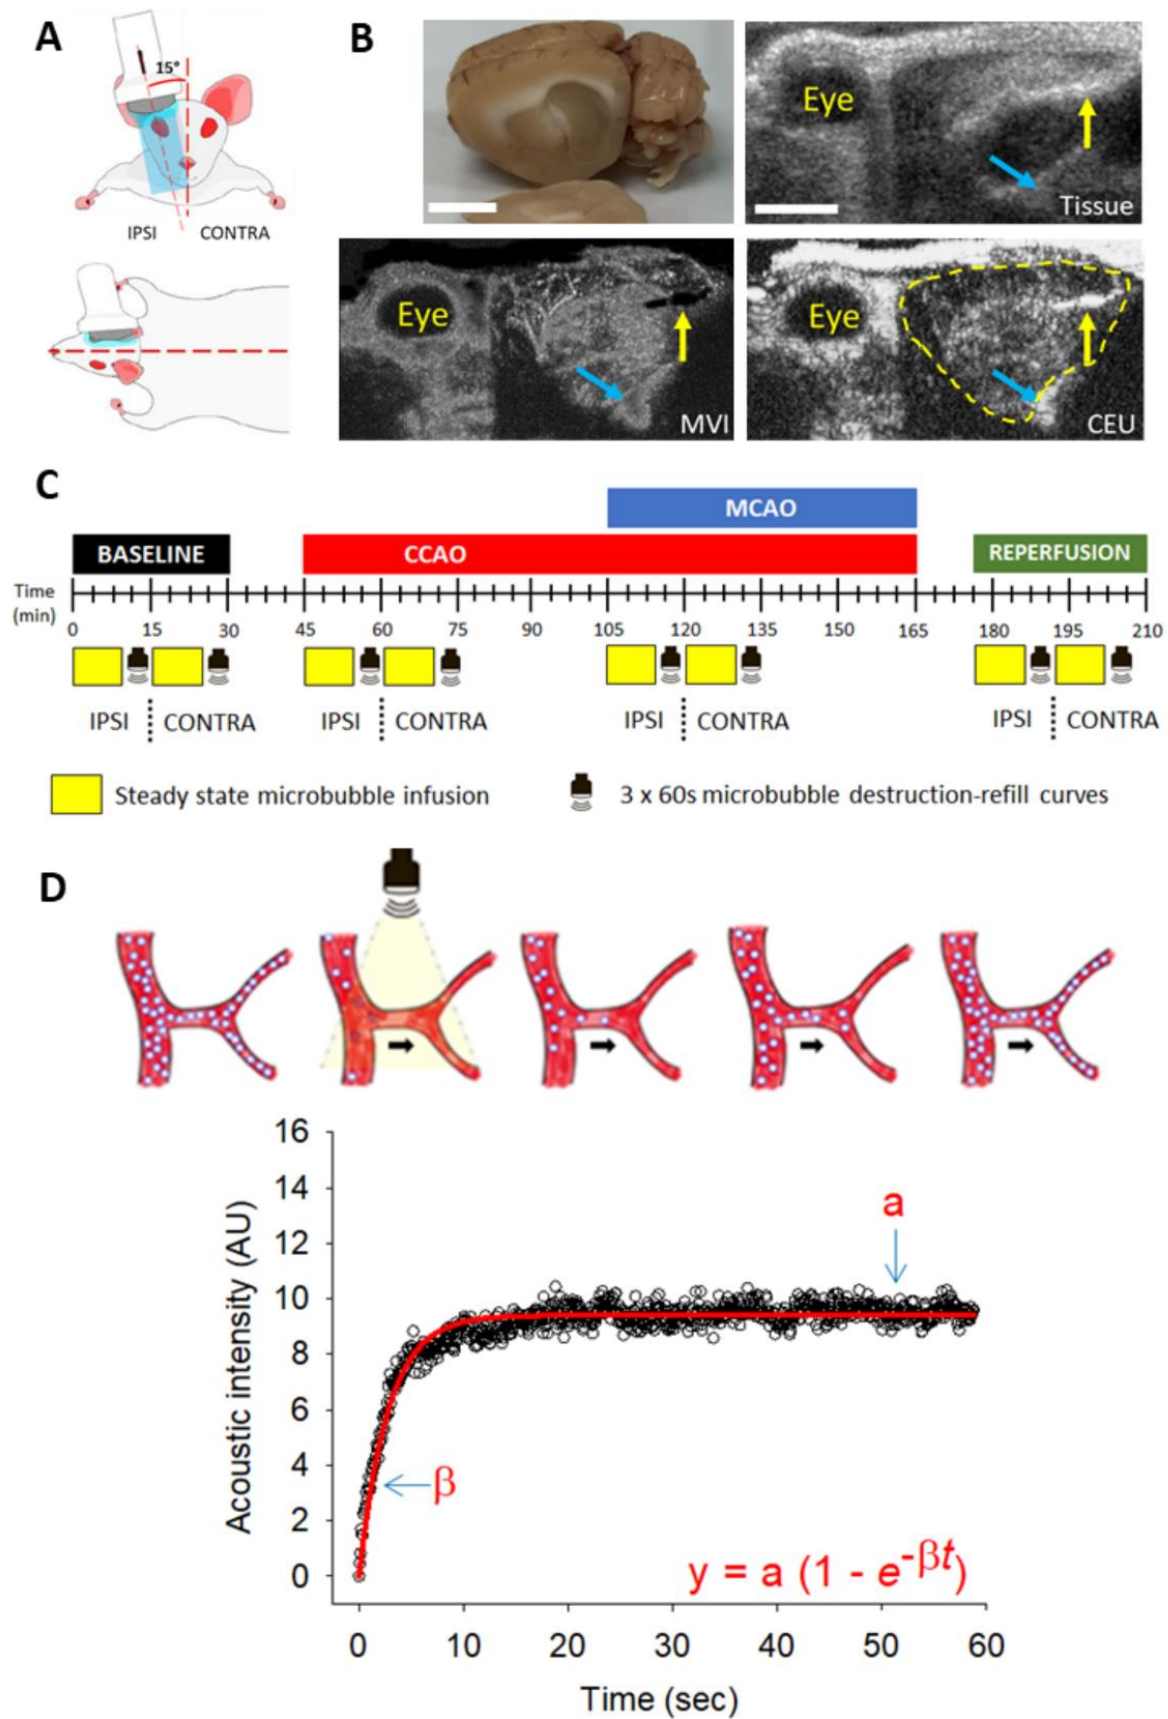 A
15°
IPSI CONTRA
B
Eye
Tissue
Eye
MVI
Eye
CEU
C
MCAO
BASELINE CCAO REPERFUSION
Time
(min)
0 15 30 45 60 75 90 105 120 135 150 165 180 195 210
IPSI CONTRA IPSI CONTRA IPSI CONTRA IPSI CONTRA
Steady state microbubble infusion 3 x 60s microbubble destruction-refill curves
D
16
14
12
10
8
6
4
2
0
Acoustic intensity (AU)
a
β
y = a (1 - e^-βt)
0 10 20 30 40 50 60
Time (sec)